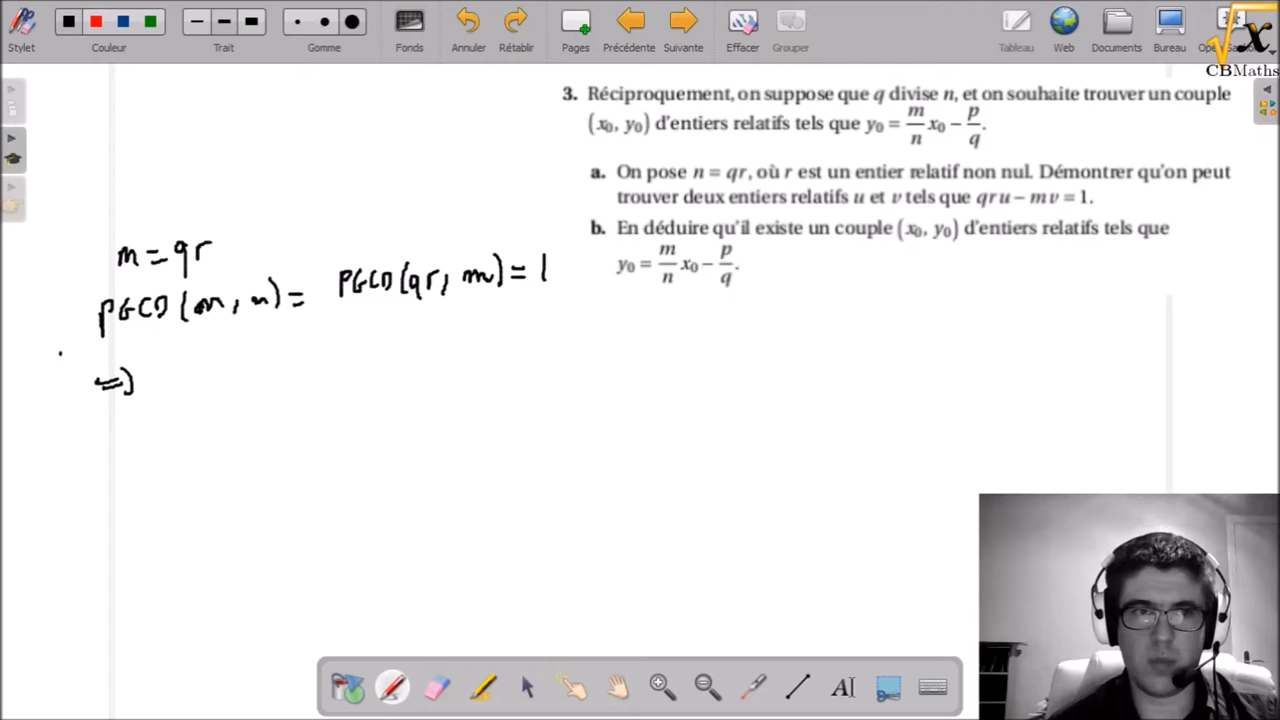 Stylet Couleur Trait Gomme Fonds Annuler Rétablir Pages Précédente Suivante Effacer Grouper Tableau Web Documents Bureau
CBMaths
3. Réciproquement, on suppose que q divise n, et on souhaite trouver un couple
(x₀, y₀) d'entiers relatifs tels que y₀ = m/n x₀ − p/q.
a. On pose n = qr, où r est un entier relatif non nul. Démontrer qu'on peut
trouver deux entiers relatifs u et v tels que qru − mv = 1.
b. En déduire qu'il existe un couple (x₀, y₀) d'entiers relatifs tels que
y₀ = m/n x₀ − p/q.
n = qr
PGCD(m, n) = PGCD(qr, m) = 1
⇒
AI